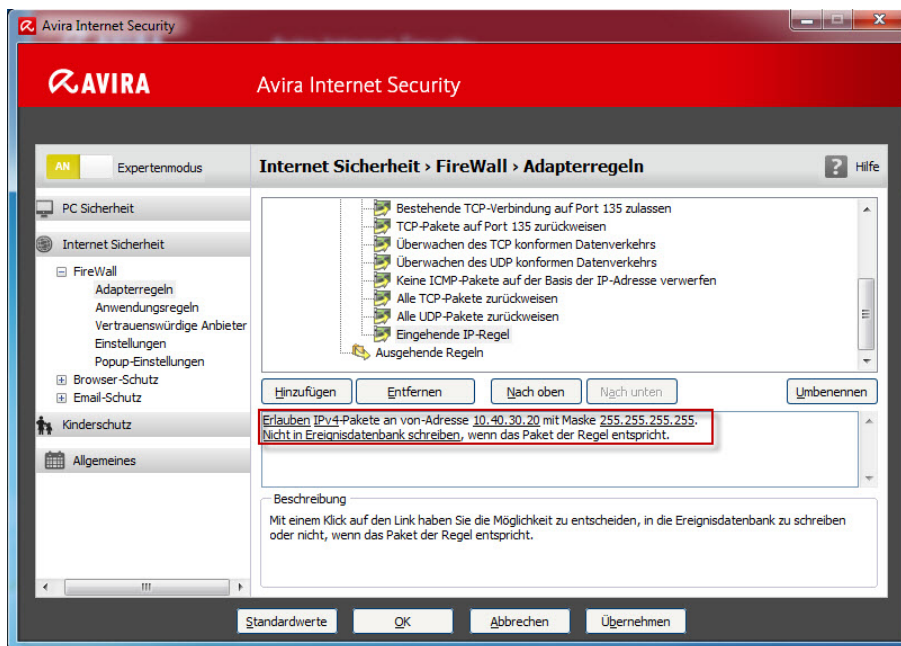 Avira Internet Security
AVIRA
Avira Internet Security
AN
Expertenmodus
Internet Sicherheit › FireWall › Adapterregeln
? Hilfe
PC Sicherheit
Internet Sicherheit
FireWall
Adapterregeln
Anwendungsregeln
Vertrauenswürdige Anbieter
Einstellungen
Popup-Einstellungen
Browser-Schutz
Email-Schutz
Kinderschutz
Allgemeines
Bestehende TCP-Verbindung auf Port 135 zulassen
TCP-Pakete auf Port 135 zurückweisen
Überwachen des TCP konformen Datenverkehrs
Überwachen des UDP konformen Datenverkehrs
Keine ICMP-Pakete auf der Basis der IP-Adresse verwerfen
Alle TCP-Pakete zurückweisen
Alle UDP-Pakete zurückweisen
Eingehende IP-Regel
Ausgehende Regeln
Hinzufügen
Entfernen
Nach oben
Nach unten
Umbenennen
Erlauben IPv4-Pakete an von-Adresse 10.40.30.20 mit Maske 255.255.255.255.
Nicht in Ereignisdatenbank schreiben, wenn das Paket der Regel entspricht.
Beschreibung
Mit einem Klick auf den Link haben Sie die Möglichkeit zu entscheiden, in die Ereignisdatenbank zu schreiben
oder nicht, wenn das Paket der Regel entspricht.
Standardwerte
OK
Abbrechen
Übernehmen